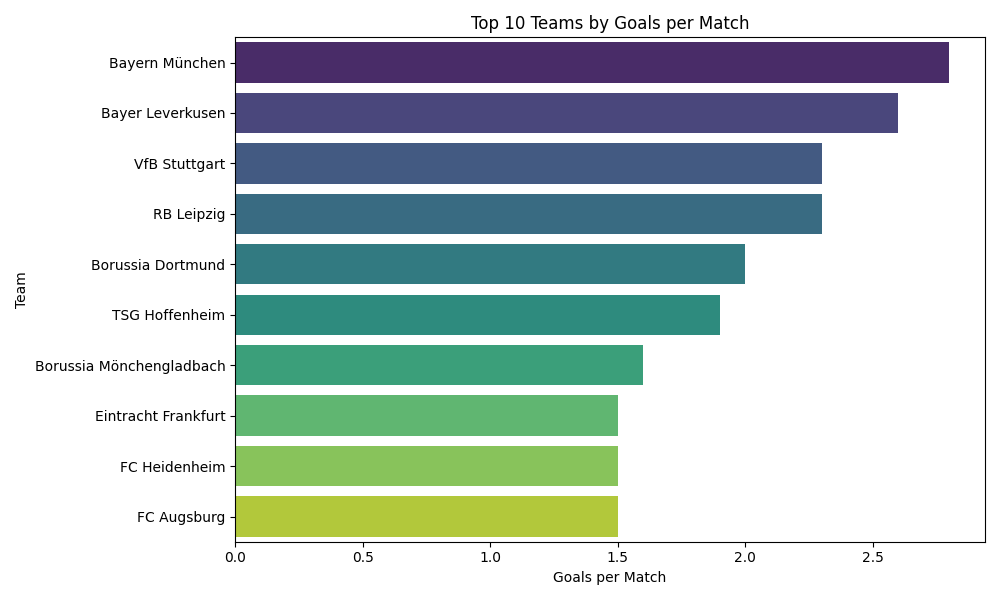 Top 10 Teams by Goals per Match
Team
Bayern München
Bayer Leverkusen
VfB Stuttgart
RB Leipzig
Borussia Dortmund
TSG Hoffenheim
Borussia Mönchengladbach
Eintracht Frankfurt
FC Heidenheim
FC Augsburg
0.0 0.5 1.0 1.5 2.0 2.5
Goals per Match